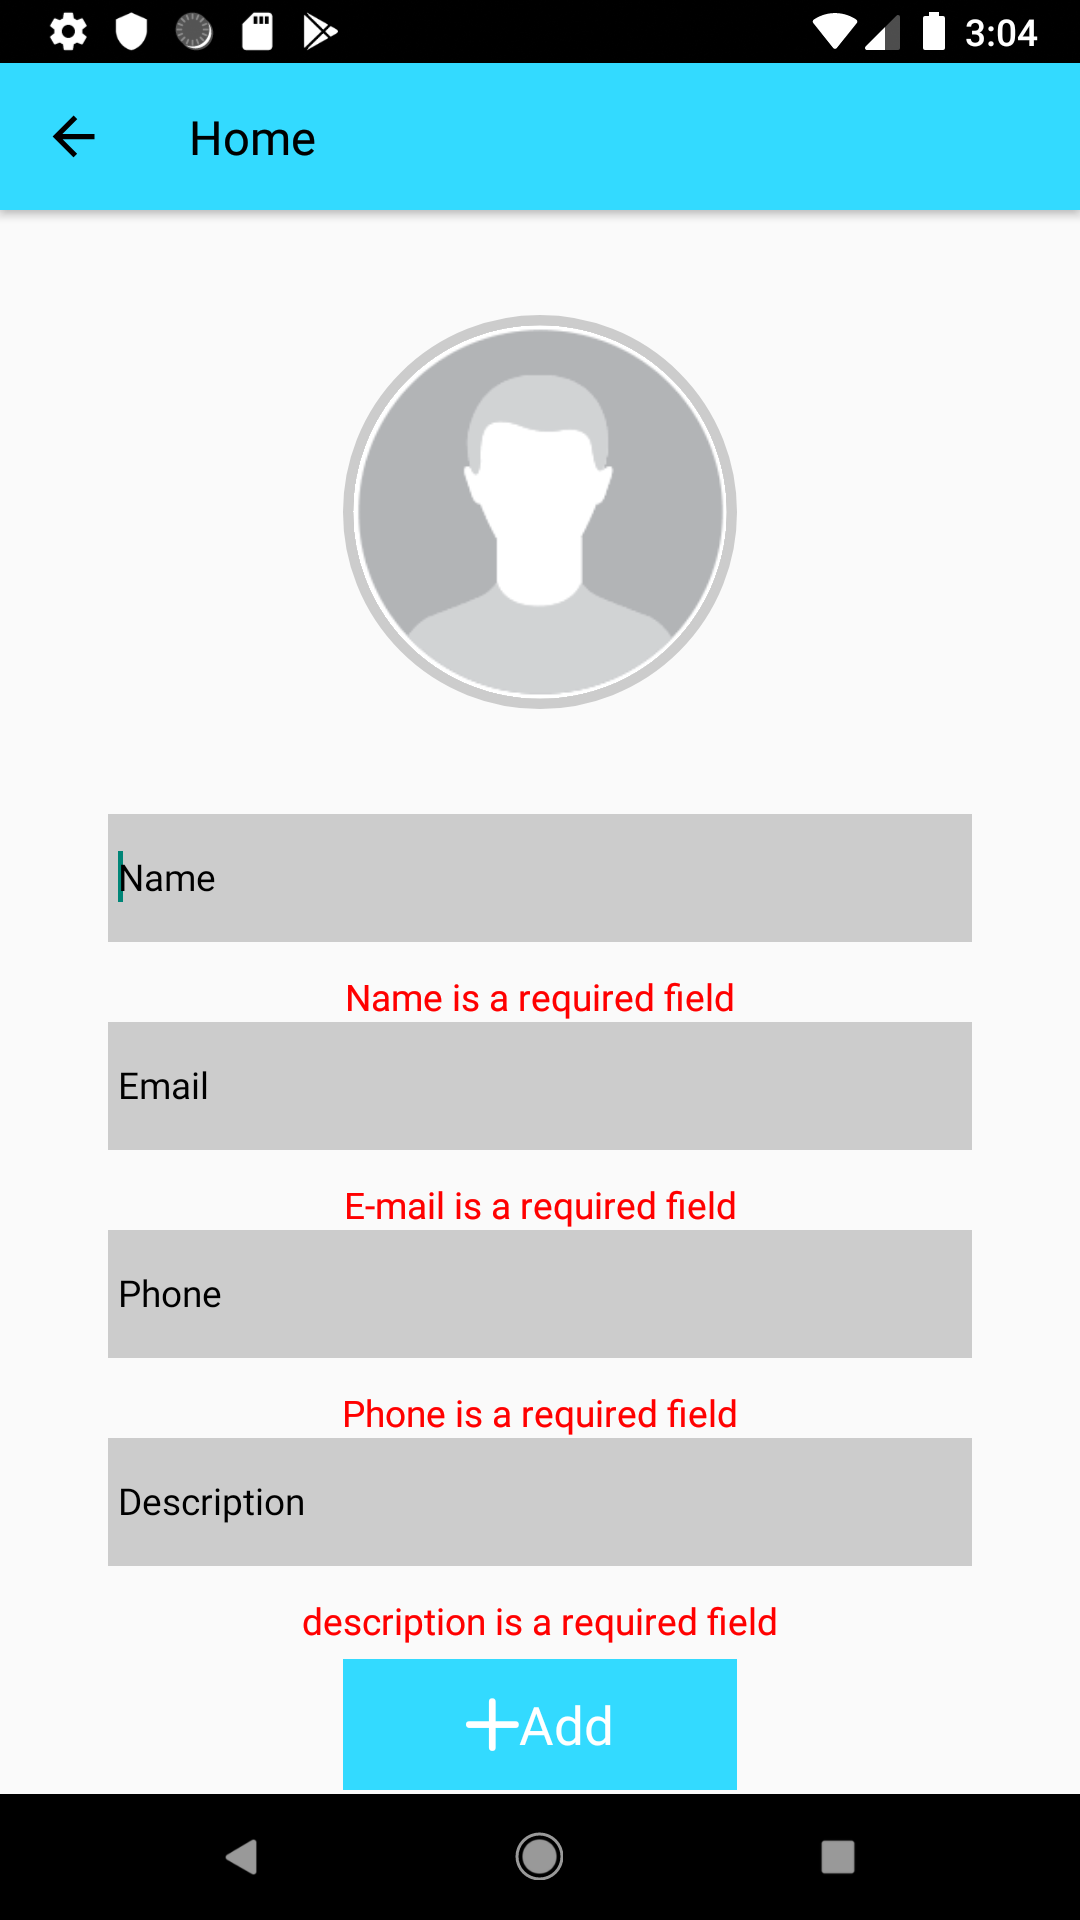 3:04
Home
Name
Name is a required field
Email
E-mail is a required field
Phone
Phone is a required field
Description
description is a required field
+Add